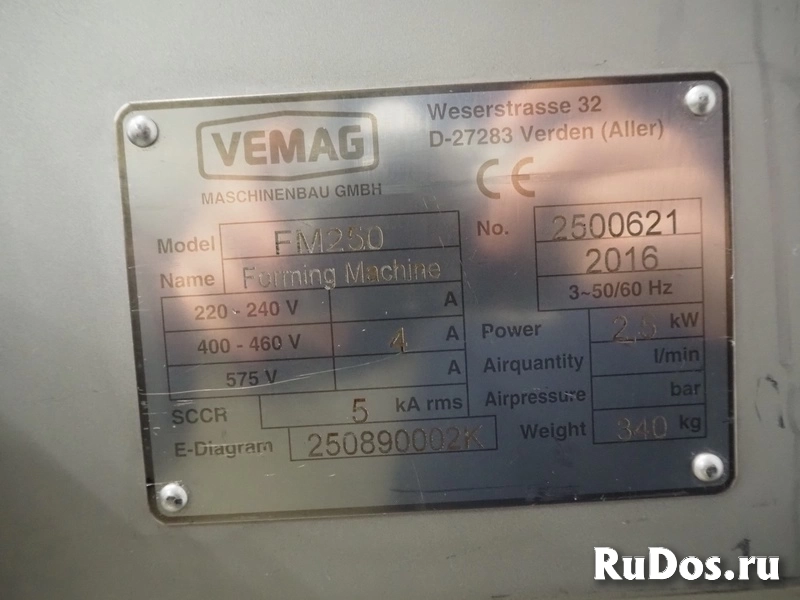 VEMAG
MASCHINENBAU GMBH
Weserstrasse 32
D-27283 Verden (Aller)
CE
Model FM250
Name Forming Machine
No. 2500621
2016
3~50/60 Hz
220 - 240 V A
400 - 460 V 4 A
575 V A
SCCR 5 kA rms
E-Diagram 250890002K
Power 2,5 kW
Airquantity l/min
Airpressure bar
Weight 340 kg
RuDos.ru